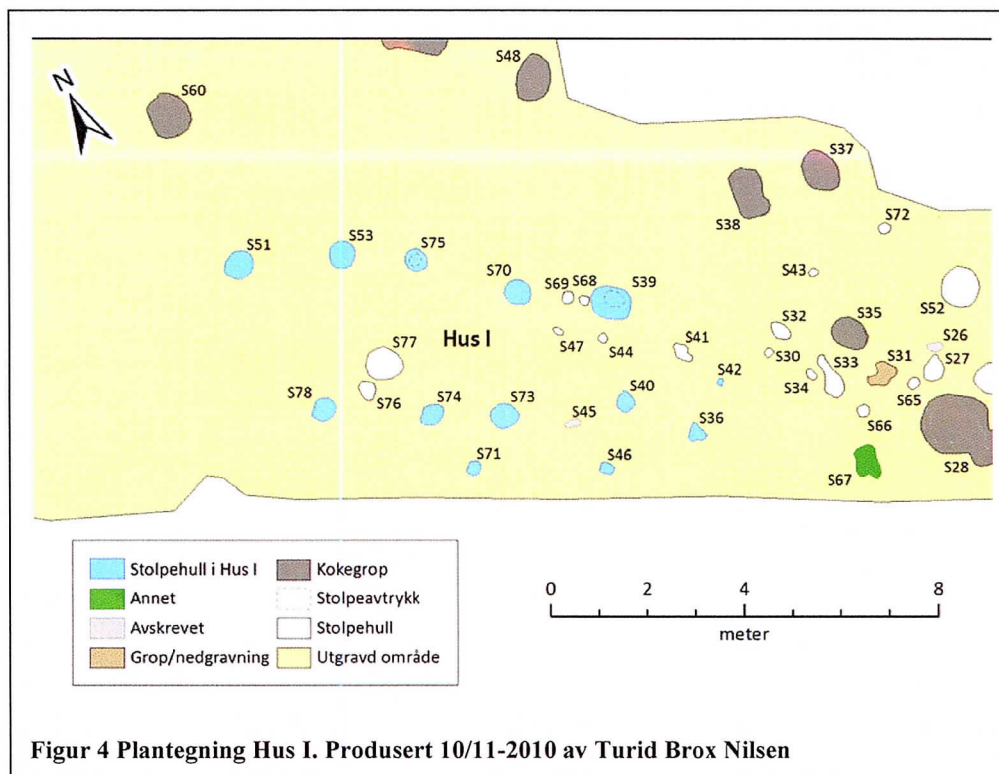 N
S60
S48
S37
S38
S72
S51
S53
S75
S43
S70
S69
S68
S39
S52
S32
S35
S26
S47
S44
S41
S77
Hus I
S30
S33
S31
S27
S42
S34
S65
S78
S76
S74
S73
S40
S45
S36
S66
S71
S46
S67
S28
Stolpehull i Hus I
Kokegrop
Annet
Stolpeavtrykk
Avskrevet
Stolpehull
Grop/nedgravning
Utgravd område
0 2 4 6 8
meter
Figur 4 Plantegning Hus I. Produsert 10/11-2010 av Turid Brox Nilsen